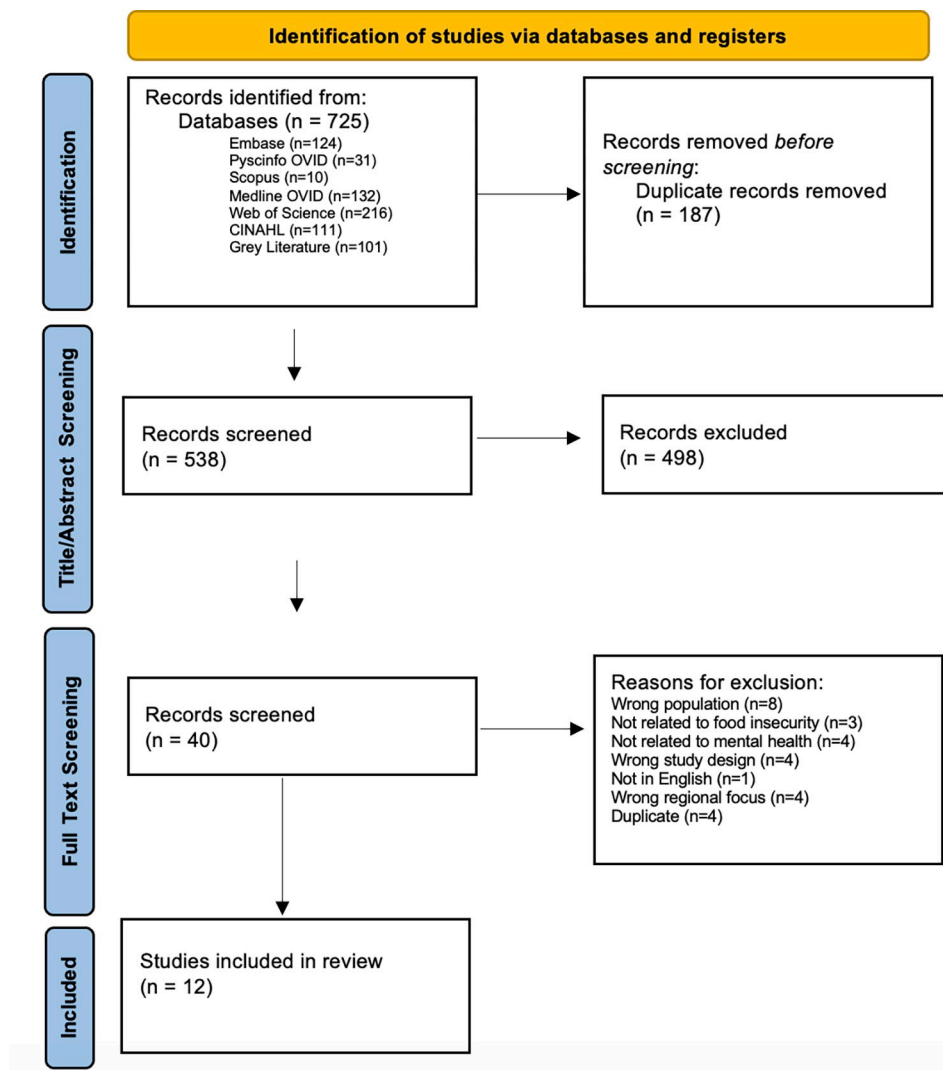 Identification of studies via databases and registers
Identification
Records identified from:
Databases (n = 725)
Embase (n=124)
Pyscinfo OVID (n=31)
Scopus (n=10)
Medline OVID (n=132)
Web of Science (n=216)
CINAHL (n=111)
Grey Literature (n=101)
Records removed before
screening:
Duplicate records removed
(n = 187)
Title/Abstract Screening
Records screened
(n = 538)
Records excluded
(n = 498)
Full Text Screening
Records screened
(n = 40)
Reasons for exclusion:
Wrong population (n=8)
Not related to food insecurity (n=3)
Not related to mental health (n=4)
Wrong study design (n=4)
Not in English (n=1)
Wrong regional focus (n=4)
Duplicate (n=4)
Included
Studies included in review
(n = 12)